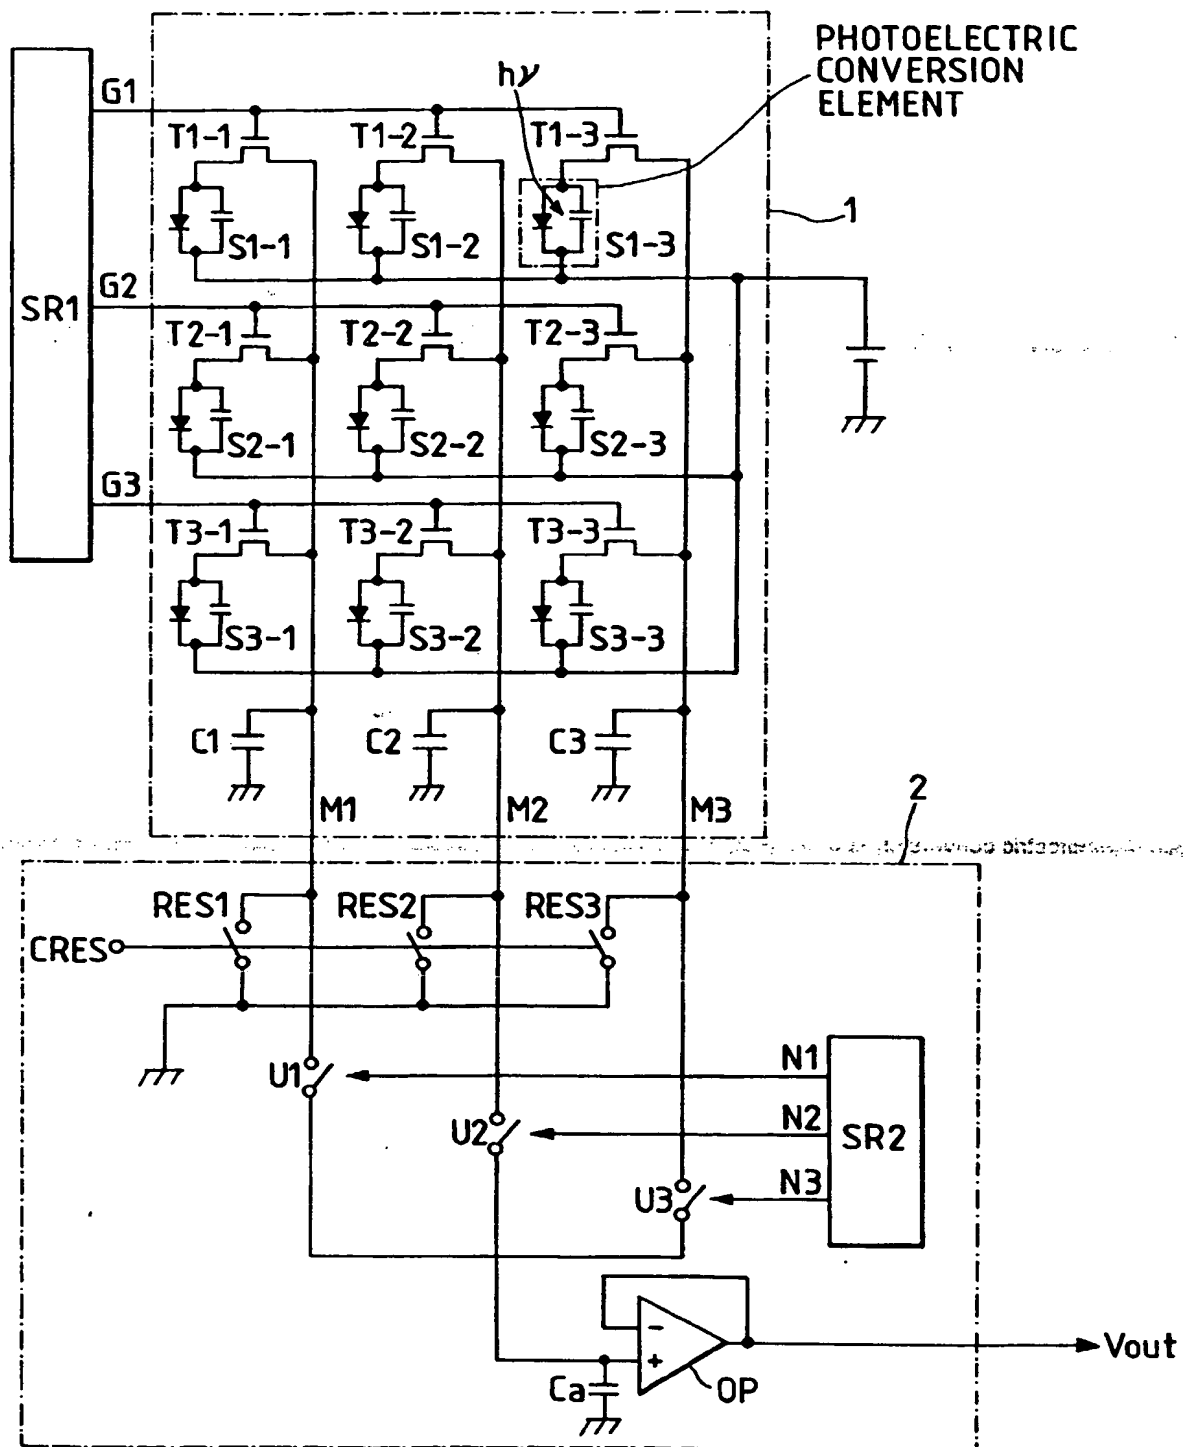 PHOTOELECTRIC
CONVERSION
ELEMENT
hν
G1
T1-1
T1-2
T1-3
1
S1-1
S1-2
S1-3
SR1
G2
T2-1
T2-2
T2-3
S2-1
S2-2
S2-3
G3
T3-1
T3-2
T3-3
S3-1
S3-2
S3-3
C1
C2
C3
M1
M2
M3
2
RES1
RES2
RES3
CRES
U1
N1
U2
N2
SR2
U3
N3
-
+
Vout
Ca
OP